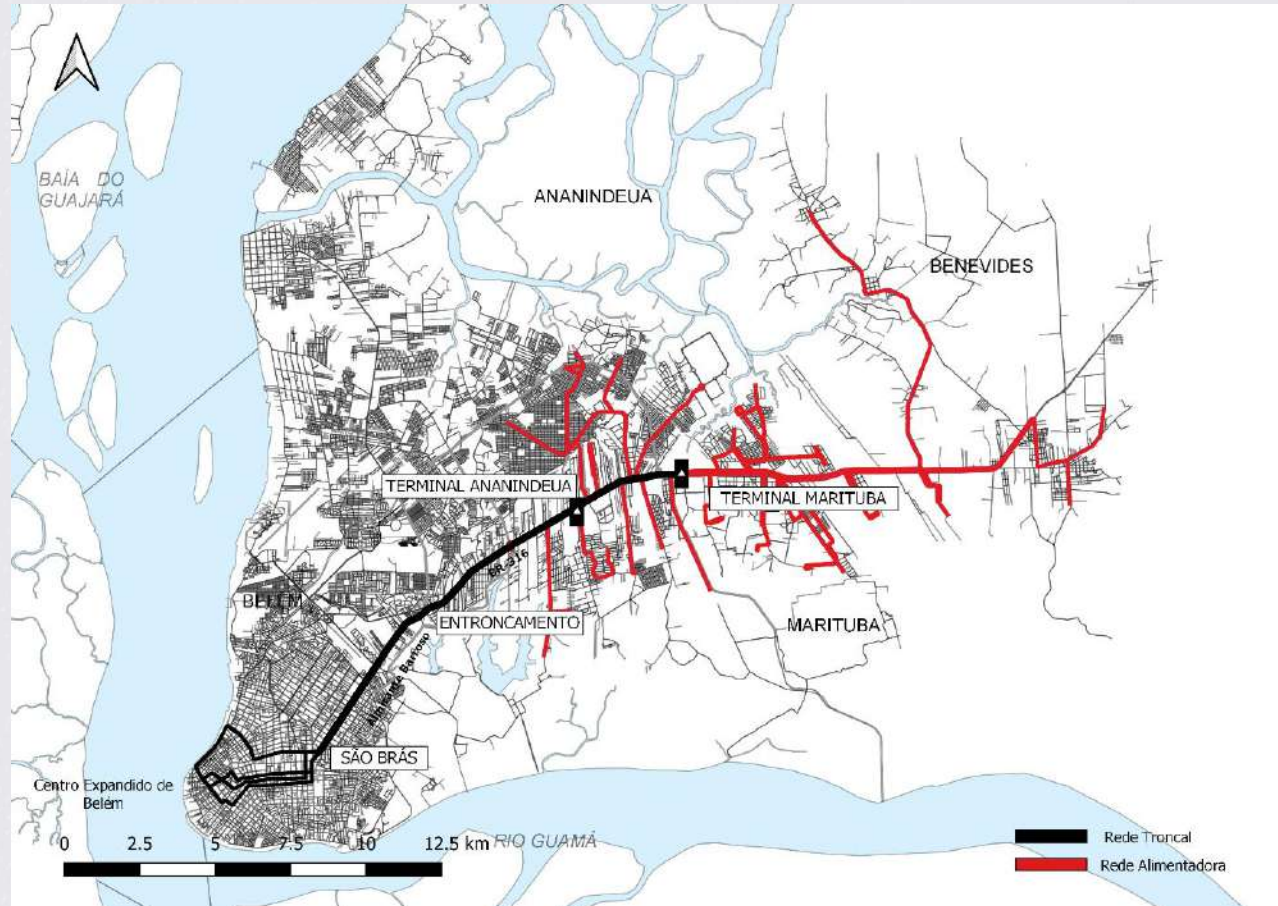 BAÍA DO
GUAJARÁ
ANANINDEUA
BENEVIDES
TERMINAL ANANINDEUA
TERMINAL MARITUBA
BR-316
BELÉM
ENTRONCAMENTO
MARITUBA
Almirante Barroso
SÃO BRÁS
Centro Expandido de
Belém
0 2.5 5 7.5 10 12.5 km
RIO GUAMÁ
Rede Troncal
Rede Alimentadora